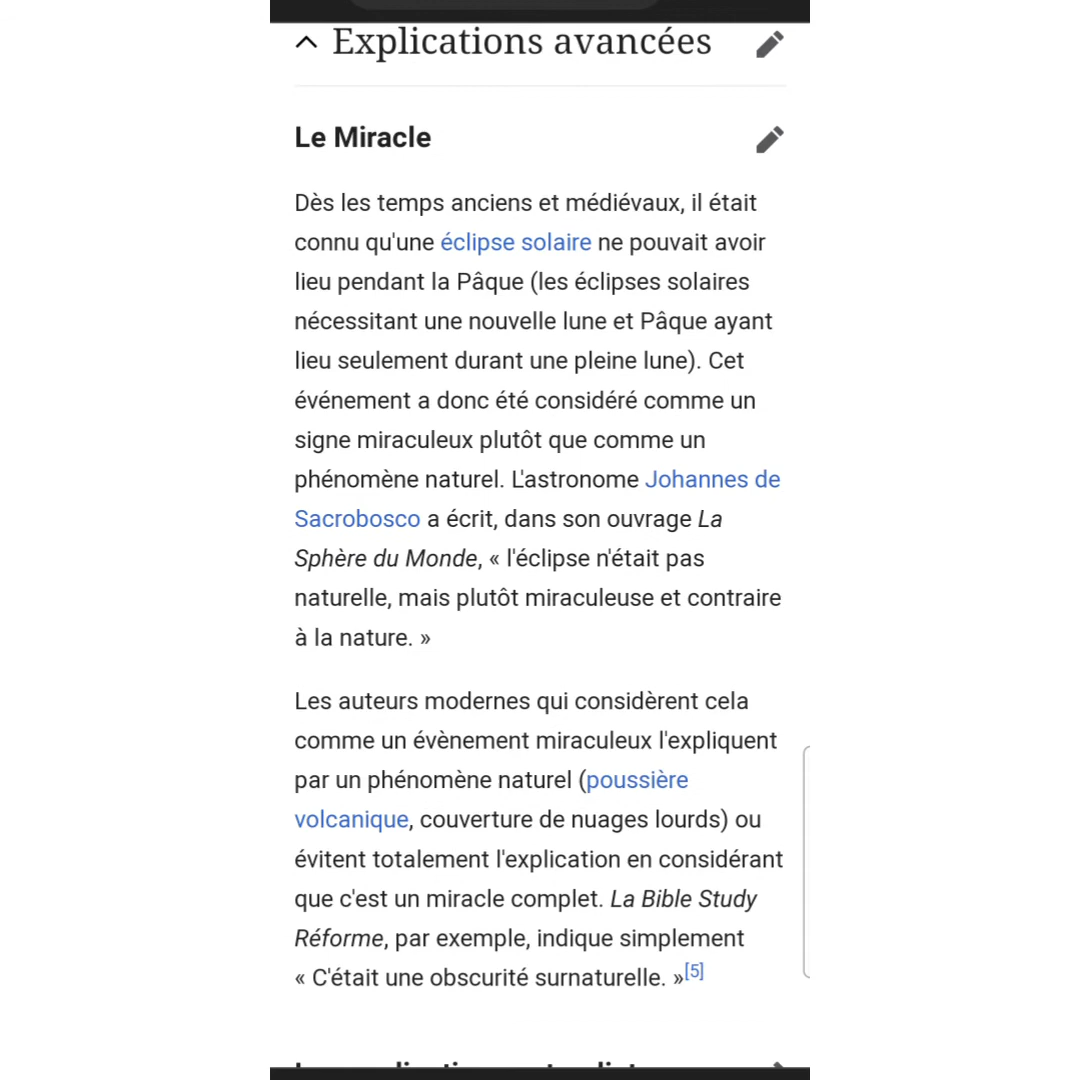 Explications avancées
Le Miracle
Dès les temps anciens et médiévaux, il était
connu qu'une éclipse solaire ne pouvait avoir
lieu pendant la Pâque (les éclipses solaires
nécessitant une nouvelle lune et Pâque ayant
lieu seulement durant une pleine lune). Cet
événement a donc été considéré comme un
signe miraculeux plutôt que comme un
phénomène naturel. L'astronome Johannes de
Sacrobosco a écrit, dans son ouvrage La
Sphère du Monde, « l'éclipse n'était pas
naturelle, mais plutôt miraculeuse et contraire
à la nature. »
Les auteurs modernes qui considèrent cela
comme un évènement miraculeux l'expliquent
par un phénomène naturel (poussière
volcanique, couverture de nuages lourds) ou
évitent totalement l'explication en considérant
que c'est un miracle complet. La Bible Study
Réforme, par exemple, indique simplement
« C'était une obscurité surnaturelle. »[5]